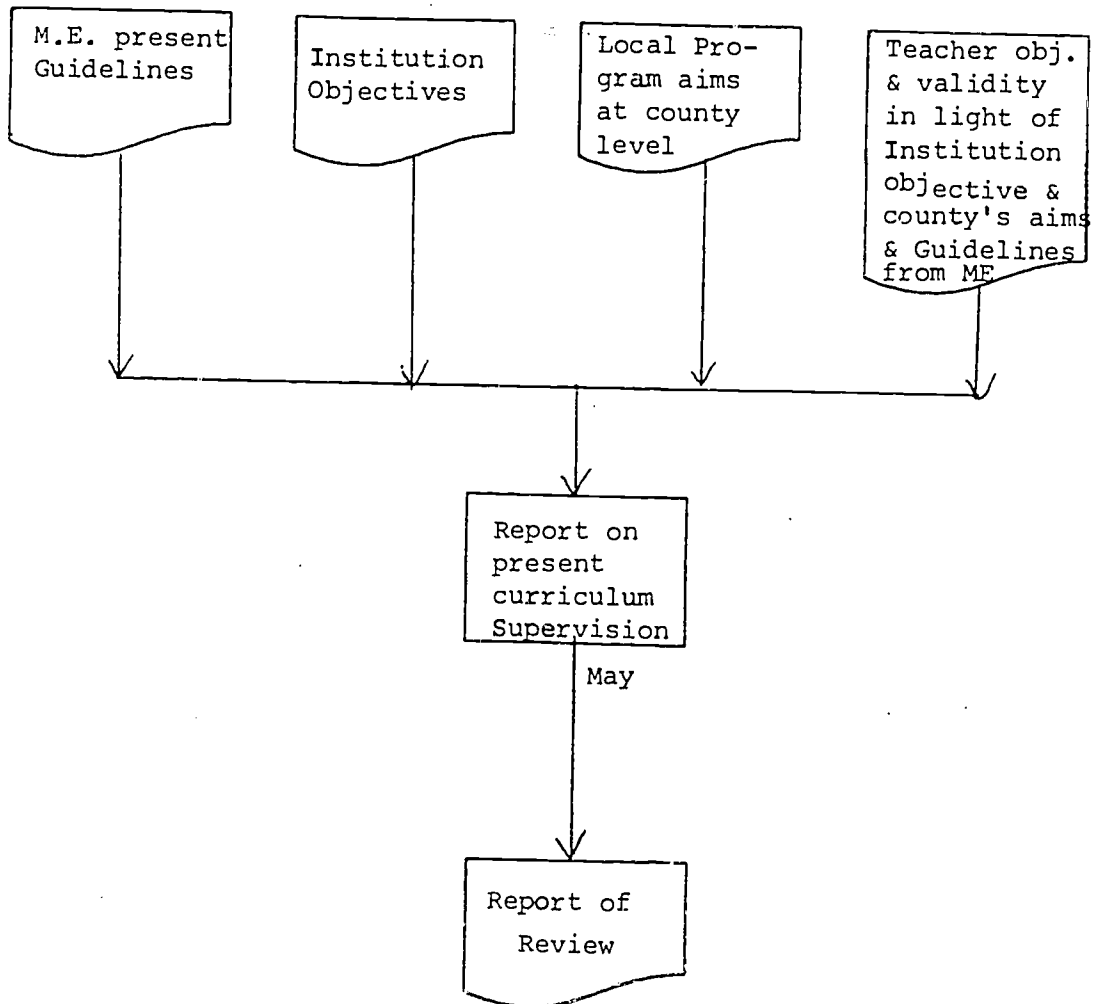 M.E. present
Guidelines
Institution
Objectives
Local Pro-
gram aims
at county
level
Teacher obj.
& validity
in light of
Institution
objective &
county's aims
& Guidelines
from ME
Report on
present
curriculum
Supervision
May
Report of
Review